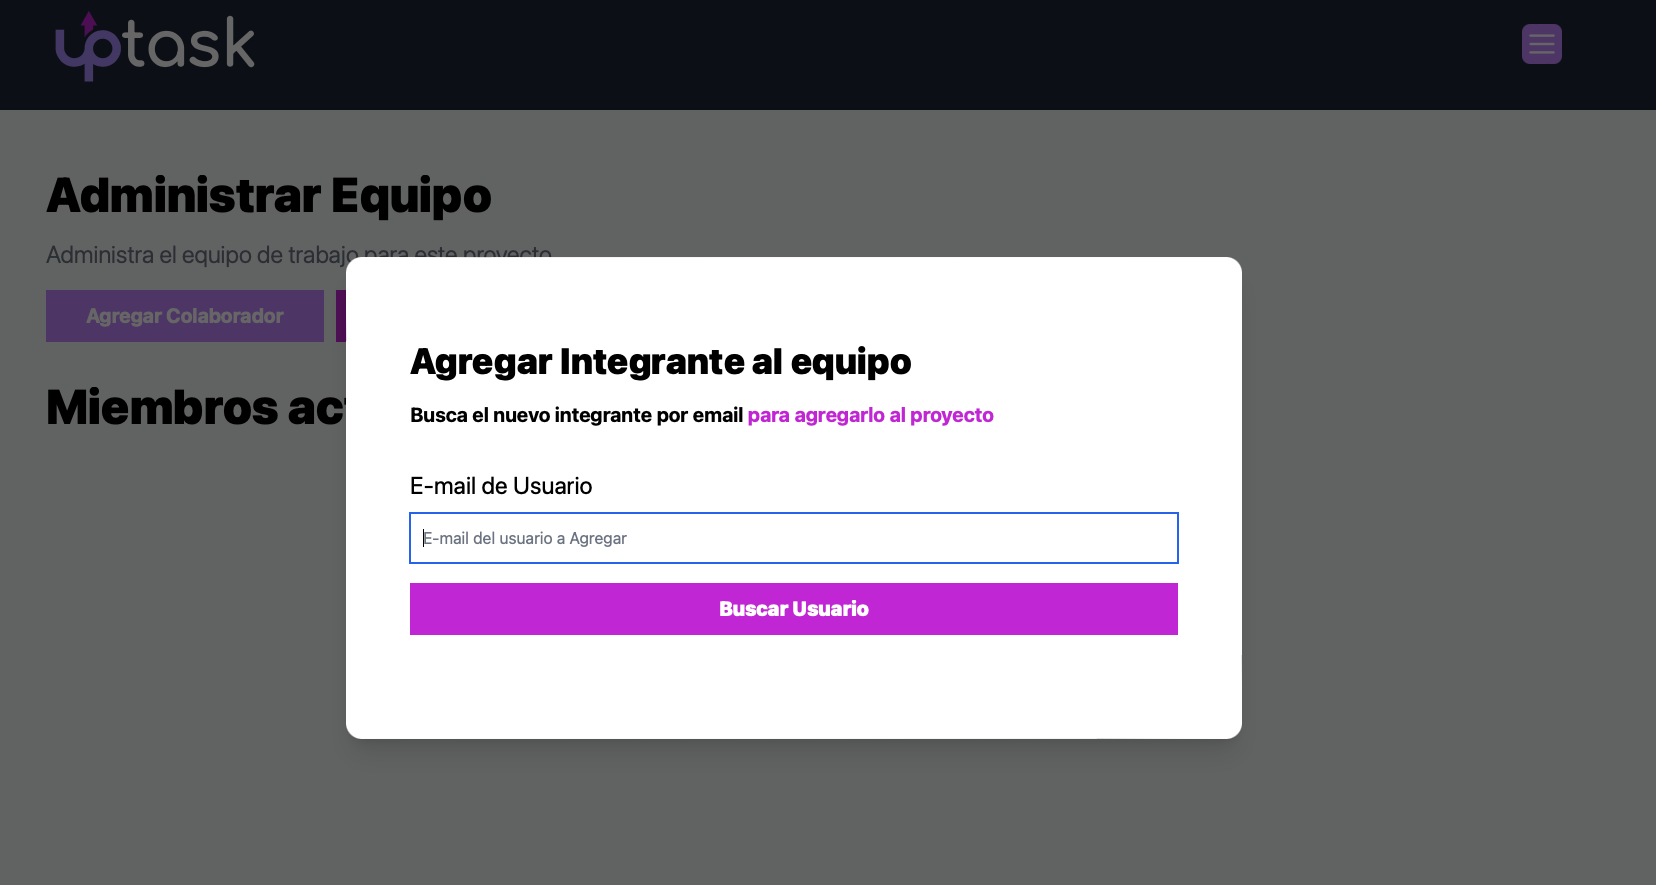 uptask
Administrar Equipo
Administra el equipo de trabajo para este proyecto
Agregar Colaborador
Miembros
Agregar Integrante al equipo
Busca el nuevo integrante por email para agregarlo al proyecto
E-mail de Usuario
E-mail del usuario a Agregar
Buscar Usuario